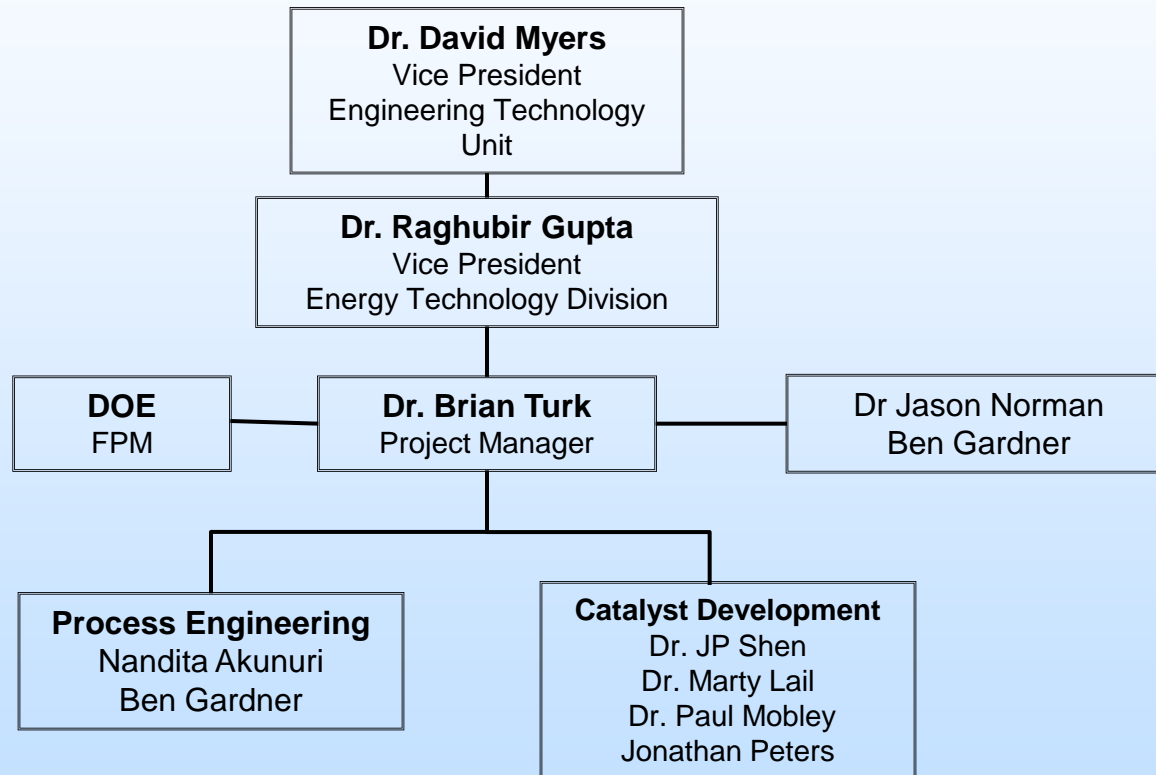 Dr. David Myers
Vice President
Engineering Technology
Unit
Dr. Raghubir Gupta
Vice President
Energy Technology Division
DOE
FPM
Dr. Brian Turk
Project Manager
Dr Jason Norman
Ben Gardner
Process Engineering
Nandita Akunuri
Ben Gardner
Catalyst Development
Dr. JP Shen
Dr. Marty Lail
Dr. Paul Mobley
Jonathan Peters